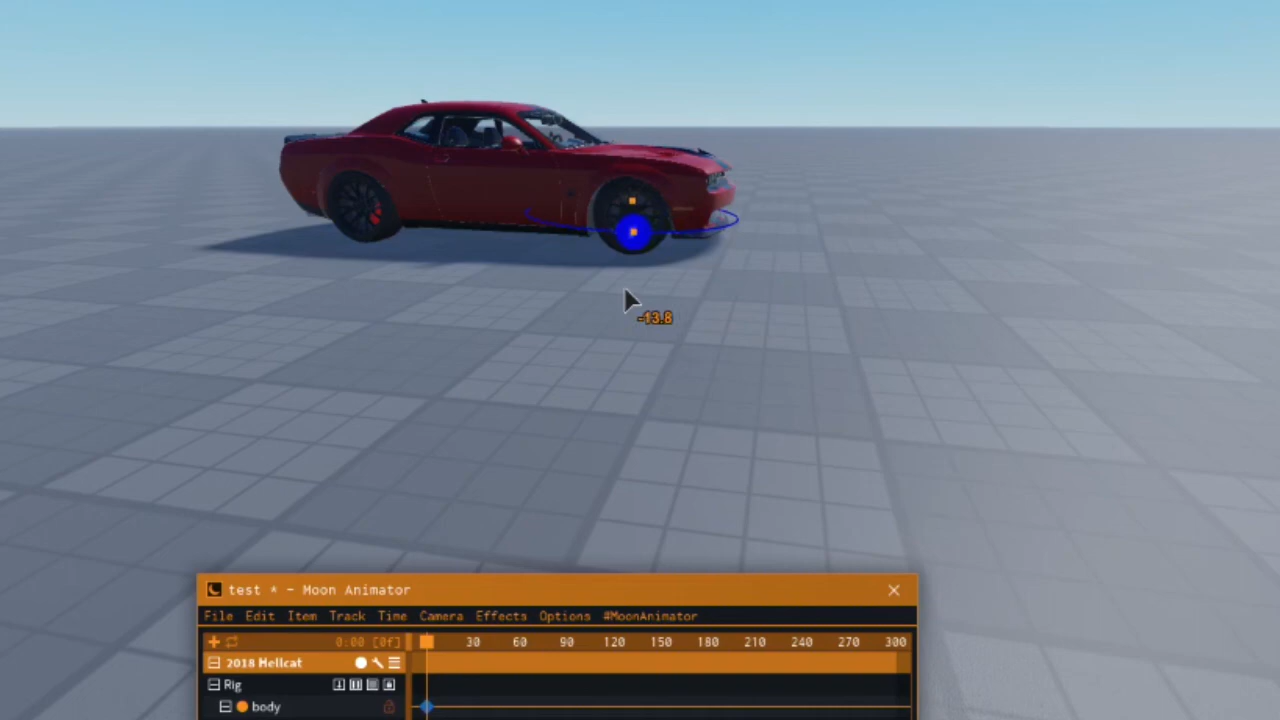 -13.8
test * - Moon Animator
File Edit Item Track Time Camera Effects Options #MoonAnimator
0:00 [0f] 30 60 90 120 150 180 210 240 270 300
2018 Hellcat
Rig
body